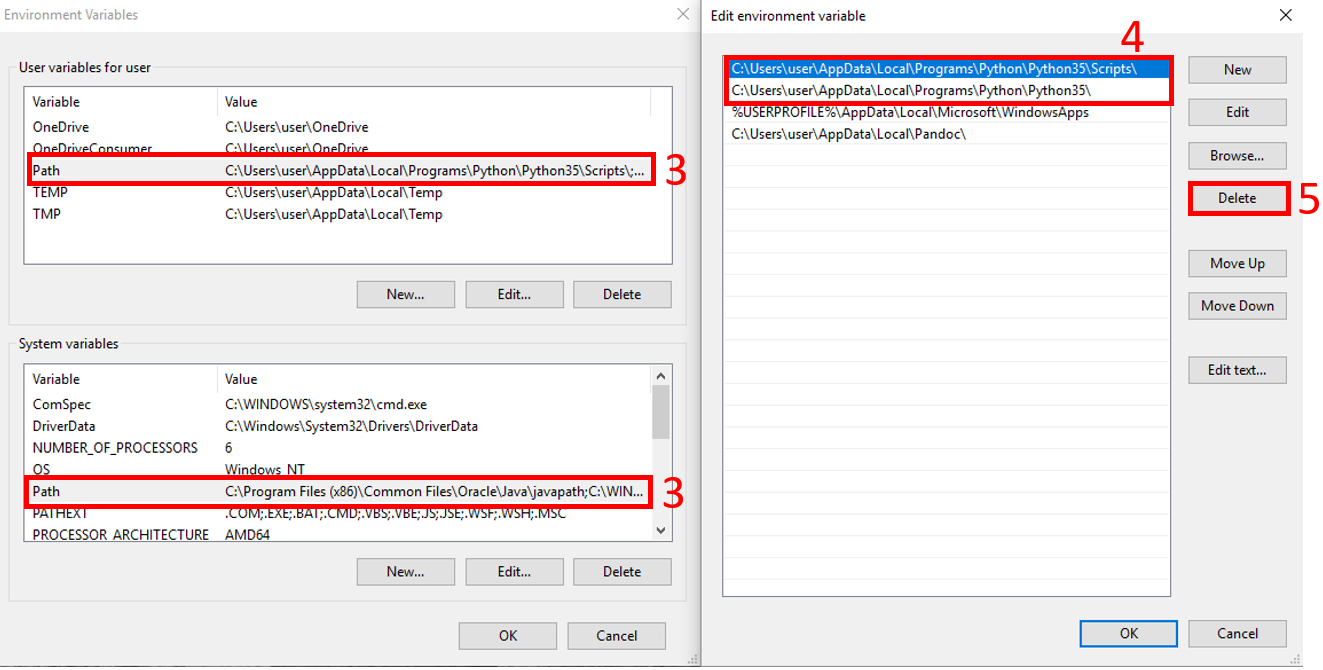 Environment Variables
User variables for user
Variable Value
OneDrive C:\Users\user\OneDrive
OneDriveConsumer C:\Users\user\OneDrive
Path C:\Users\user\AppData\Local\Programs\Python\Python35\Scripts\;... 3
TEMP C:\Users\user\AppData\Local\Temp
TMP C:\Users\user\AppData\Local\Temp
New... Edit... Delete
System variables
Variable Value
ComSpec C:\WINDOWS\system32\cmd.exe
DriverData C:\Windows\System32\Drivers\DriverData
NUMBER_OF_PROCESSORS 6
OS Windows_NT
Path C:\Program Files (x86)\Common Files\Oracle\Java\javapath;C:\WIN... 3
PATHEXT .COM;.EXE;.BAT;.CMD;.VBS;.VBE;.JS;.JSE;.WSF;.WSH;.MSC
PROCESSOR_ARCHITECTURE AMD64
New... Edit... Delete
OK Cancel
Edit environment variable
4
C:\Users\user\AppData\Local\Programs\Python\Python35\Scripts\
C:\Users\user\AppData\Local\Programs\Python\Python35\
%USERPROFILE%\AppData\Local\Microsoft\WindowsApps
C:\Users\user\AppData\Local\Pandoc\
New
Edit
Browse...
Delete 5
Move Up
Move Down
Edit text...
OK Cancel